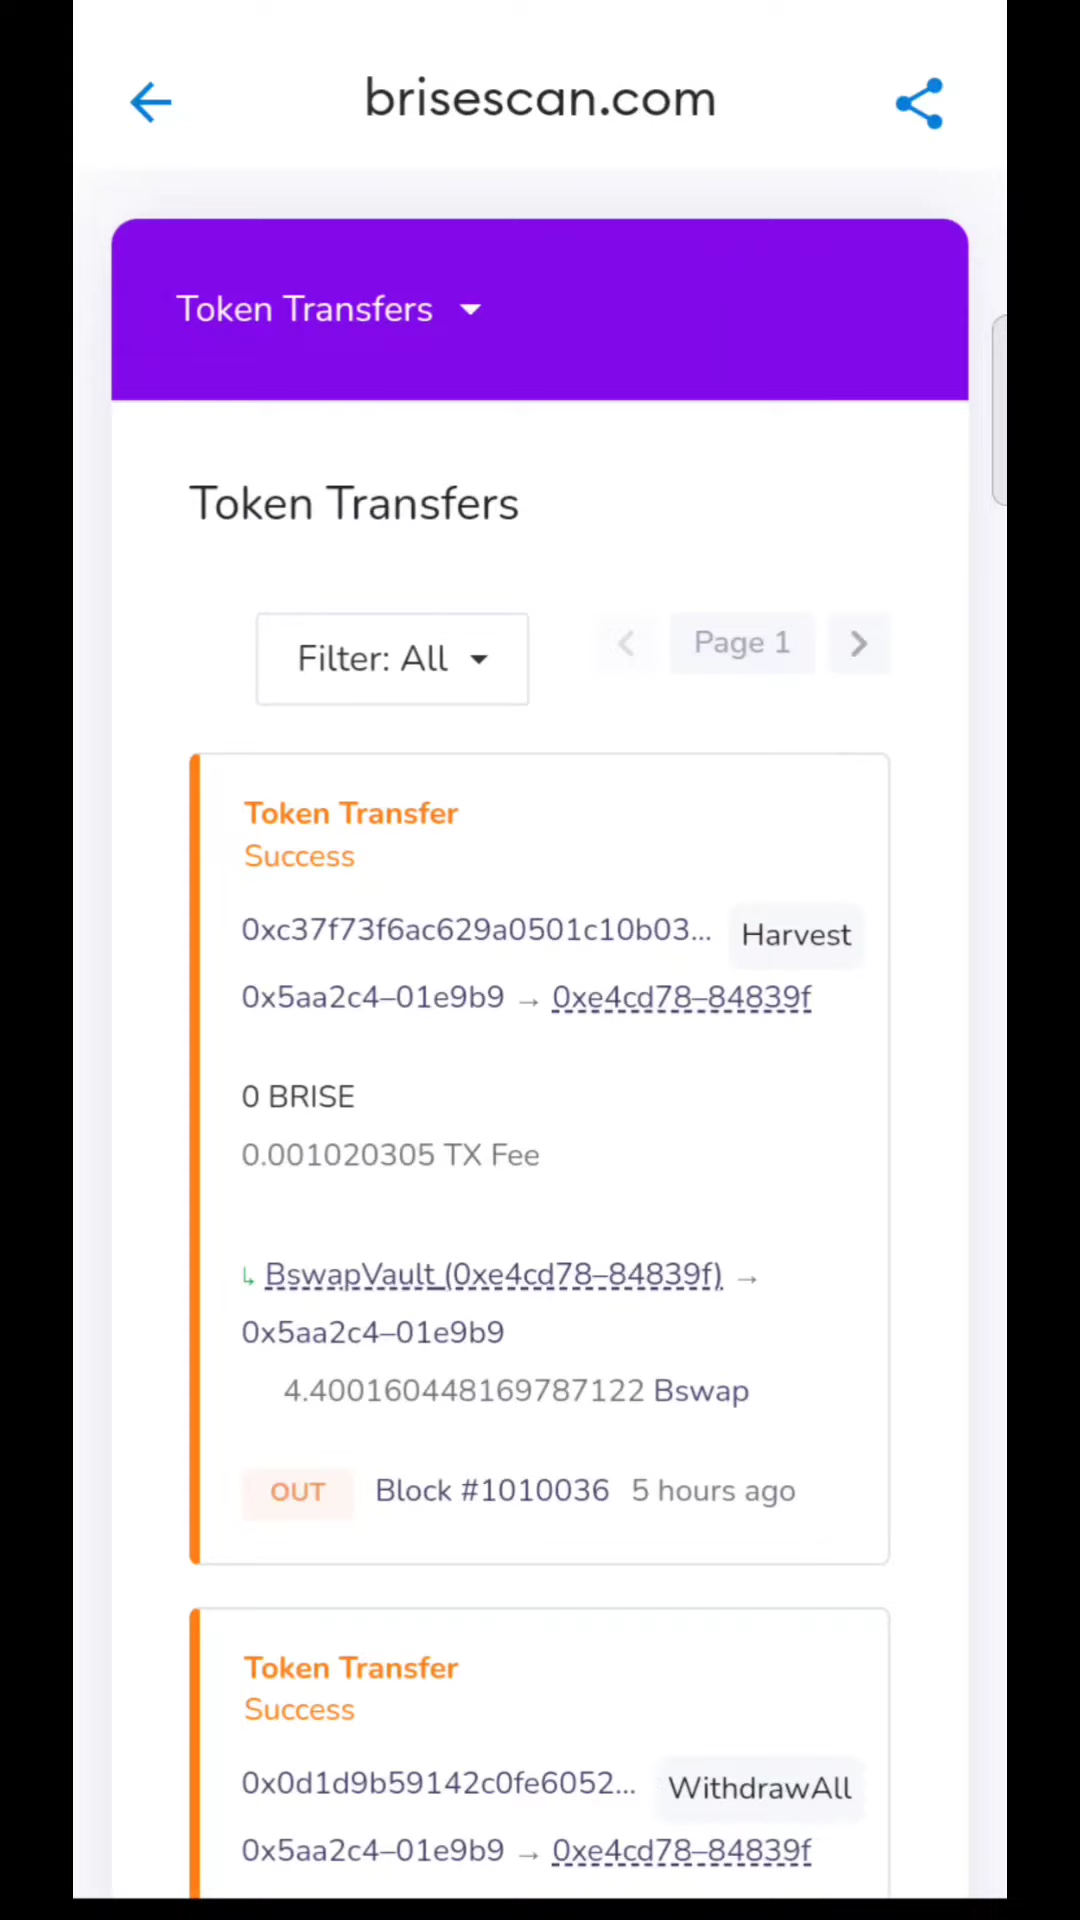 brisescan.com
Token Transfers
Token Transfers
Filter: All
Page 1
Token Transfer
Success
0xc37f73f6ac629a0501c10b03... Harvest
0x5aa2c4–01e9b9 → 0xe4cd78–84839f
0 BRISE
0.001020305 TX Fee
↳ BswapVault (0xe4cd78–84839f) →
0x5aa2c4–01e9b9
4.400160448169787122 Bswap
OUT Block #1010036 5 hours ago
Token Transfer
Success
0x0d1d9b59142c0fe6052... WithdrawAll
0x5aa2c4–01e9b9 → 0xe4cd78–84839f